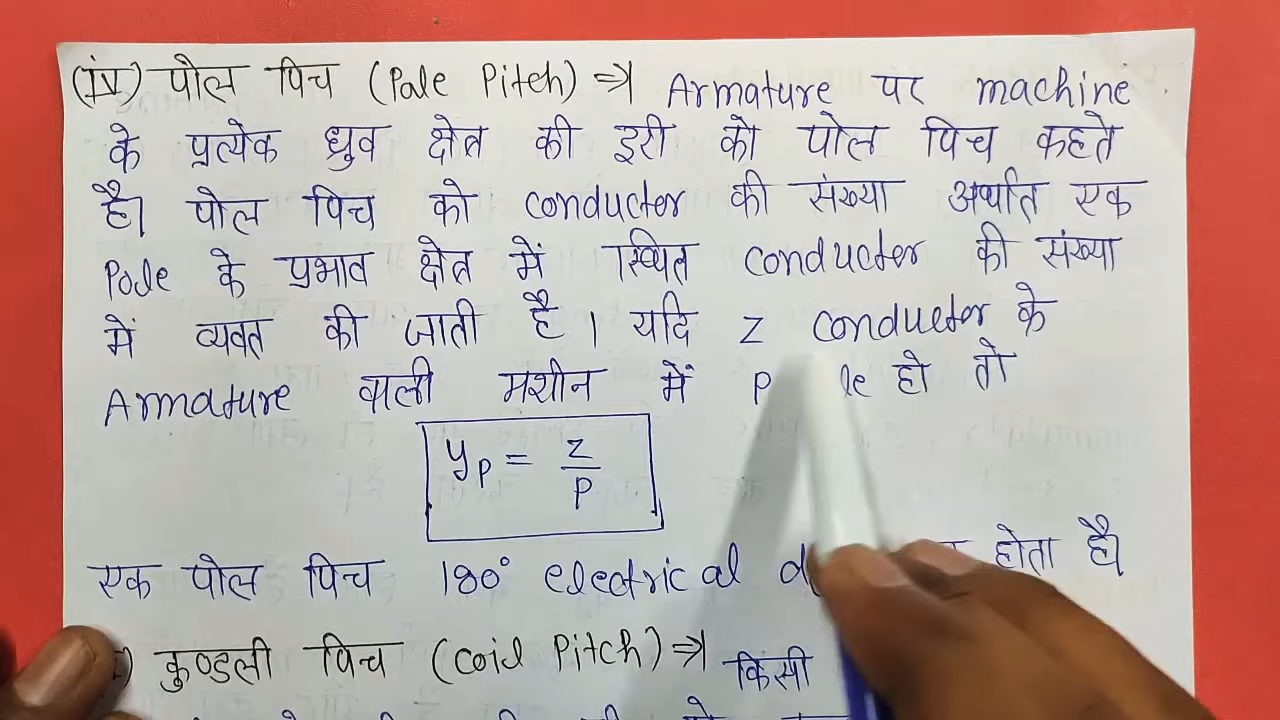 (iv) पोल पिच (Pole Pitch) ⇒ Armature पर machine
के प्रत्येक ध्रुव क्षेत्र की दूरी को पोल पिच कहते
है। पोल पिच को conductor की संख्या अर्थात एक
Pole के प्रभाव क्षेत्र में स्थित conductor की संख्या
में व्यक्त की जाती है । यदि z conductor के
Armature वाली मशीन में P हो तो
yP = z/P
एक पोल पिच 180° electrical होता है।
कुण्डली पिच (Coil Pitch) ⇒ किसी